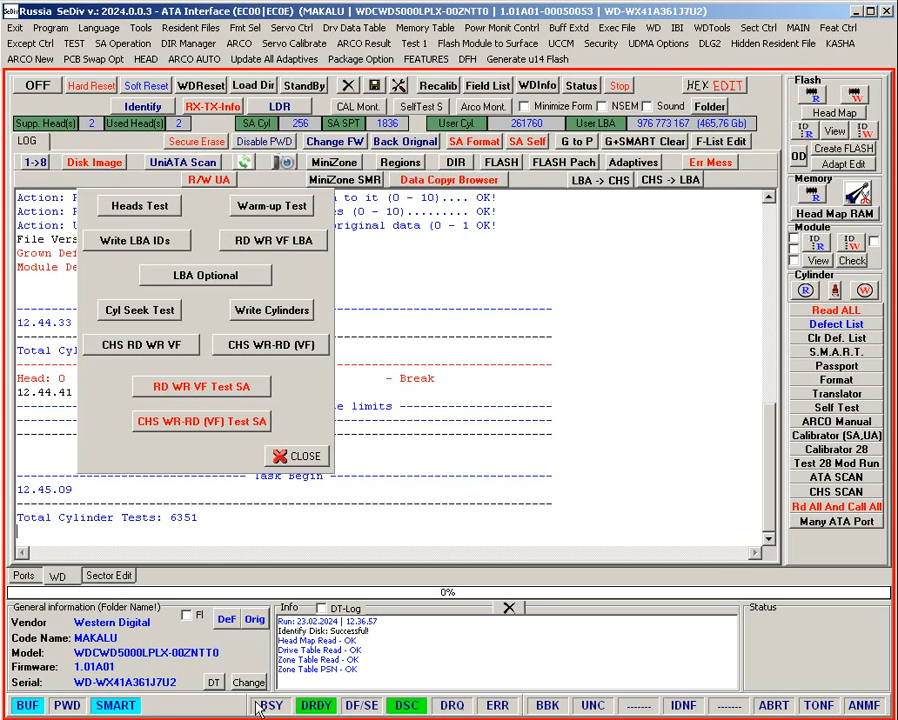 Russia SeDiv v.: 2024.0.0.3 - ATA Interface (EC00|EC0E) (MAKALU | WDCWD5000LPLX-00ZNTT0 | 1.01A01-00050053 | WD-WX41A361J7U2)
Exit Program Language Tools Resident Files Fmt Sel Servo Ctrl Drv Data Table Memory Table Powr Monit Control Buff Extd Exec File WD IBI WDTools Sect Ctrl MAIN Feat Ctrl
Except Ctrl TEST SA Operation DIR Manager ARCO Servo Calibrate ARCO Result Test 1 Flash Module to Surface UCCM Security UDMA Options DLG2 Hidden Resident File KASHA
ARCO New PCB Swap Opt HEAD ARCO AUTO Update All Adaptives Package Option FEATURES DFH Generate u14 Flash
OFF Hard Reset Soft Reset WDReset Load Dir StandBy Recalib Field List WDInfo Status Stop HEX EDIT
Identify RX-TX-Info LDR CAL Mont. SelfTest S Arco Mont. Minimize Form NSEM Sound Folder
Supp. Head(s) 2 Used Head(s) 2 SA Cyl 256 SA SPT 1836 User Cyl. 261760 User LBA 976 773 167 (465,76 Gb)
LOG Secure Erase Disable PWD Change FW Back Orignal SA Format SA Self G to P G+SMART Clear F-List Edit
1->8 Disk Image UniATA Scan MiniZone Regions DIR FLASH FLASH Pach Adaptives Err Mess
R/W UA MiniZone SMR Data Copyr Browser LBA -> CHS CHS -> LBA
Action: to it (0 - 10).... OK!
Action: (0 - 10)......... OK!
Action: U original data (0 - 1 OK!
File Vers
Grown Def
Module De
12.44.33
Total Cyl
Head: 0 - Break
12.44.41
e limits
Task Begin
12.45.09
Total Cylinder Tests: 6351
Heads Test Warm-up Test
Write LBA IDs RD WR VF LBA
LBA Optional
Cyl Seek Test Write Cylinders
CHS RD WR VF CHS WR-RD (VF)
RD WR VF Test SA
CHS WR-RD (VF) Test SA
CLOSE
Flash
R W
Head Map
ID R View ID W
OD Create FLASH
Adapt Edit
Memory
R
Head Map RAM
Module
ID R ID W
View Check
Cylinder
R W
Read ALL
Defect List
Clr Def. List
S.M.A.R.T.
Passport
Format
Translator
Self Test
ARCO Manual
Calibrator (SA,UA)
Calibrator 28
Test 28 Mod Run
ATA SCAN
CHS SCAN
Rd All And Call All
Many ATA Port
Ports WD Sector Edit
0%
General information (Folder Name!) Fl DeF Orig
Vendor Western Digital
Code Name: MAKALU
Model: WDCWD5000LPLX-00ZNTT0
Firmware: 1.01A01
Serial: WD-WX41A361J7U2 DT Change
Info DT-Log
Run: 23.02.2024 | 12.36.57
Identify Disk: Successful!
Head Map Read - OK
Drive Table Read - OK
Zone Table Read - OK
Zone Table PSN - OK
Status
BUF PWD SMART BSY DRDY DF/SE DSC DRQ ERR BBK UNC ------- IDNF ------- ABRT TONF ANMF